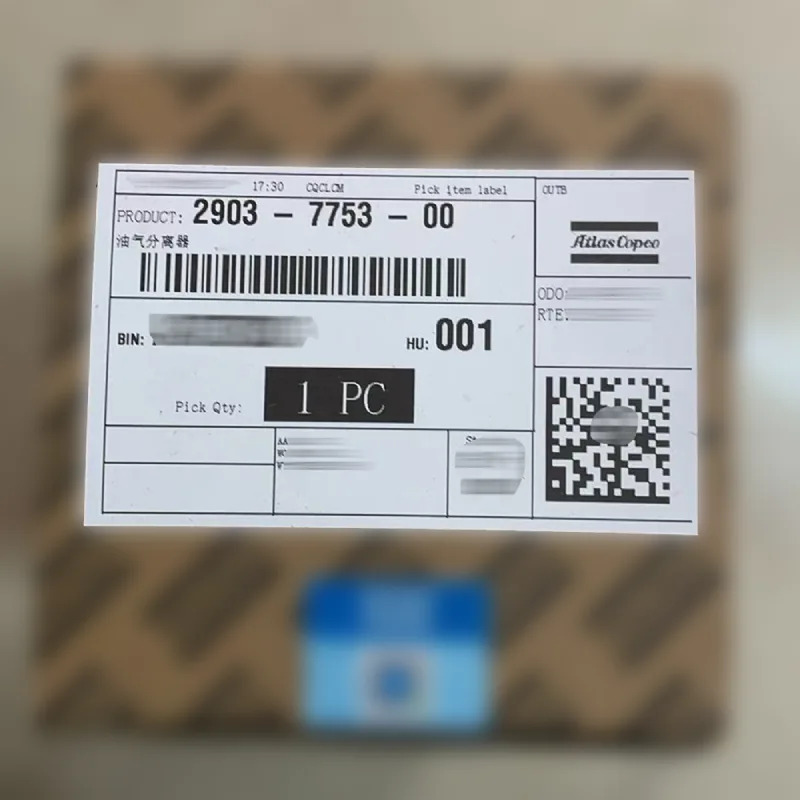 17:30 CQCLCM Pick item label
PRODUCT: 2903 - 7753 - 00
油气分离器
BIN:
HU: 001
Pick Qty: 1 PC
AA
OUTB
Atlas Copco
ODO:
RTE.